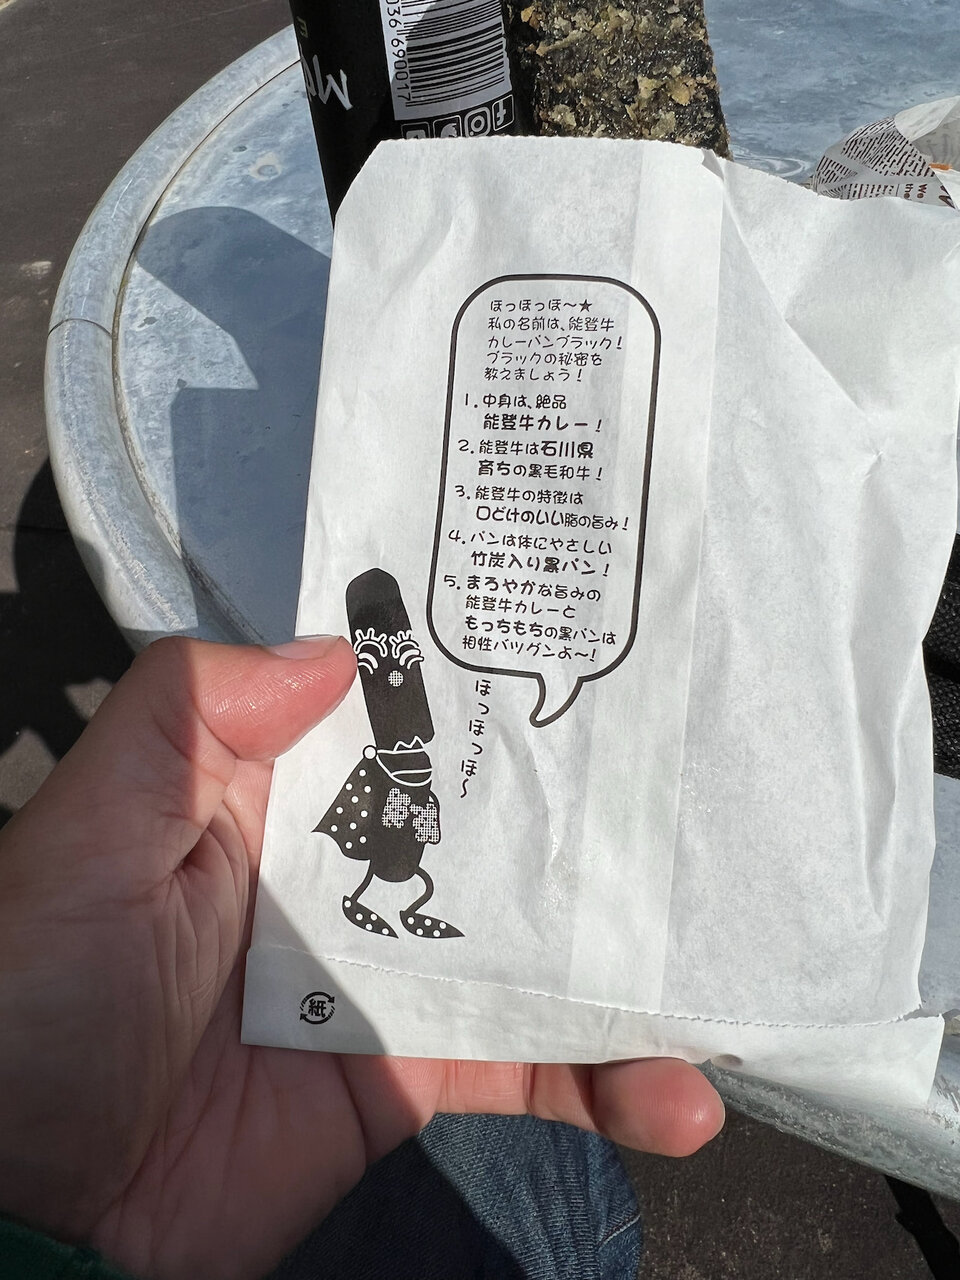 036 69001
ほっほっほ〜★
私の名前は、能登牛
カレーパンブラック!
ブラックの秘密を
教えましょう!
1. 中身は、絶品
能登牛カレー!
2. 能登牛は石川県
育ちの黒毛和牛!
3. 能登牛の特徴は
口どけのいい脂の旨み!
4. パンは体にやさしい
竹炭入り黒パン!
5. まろやかな旨みの
能登牛カレーと
もっちもちの黒パンは
相性バツグンよ〜!
ほっほっほ〜
紙